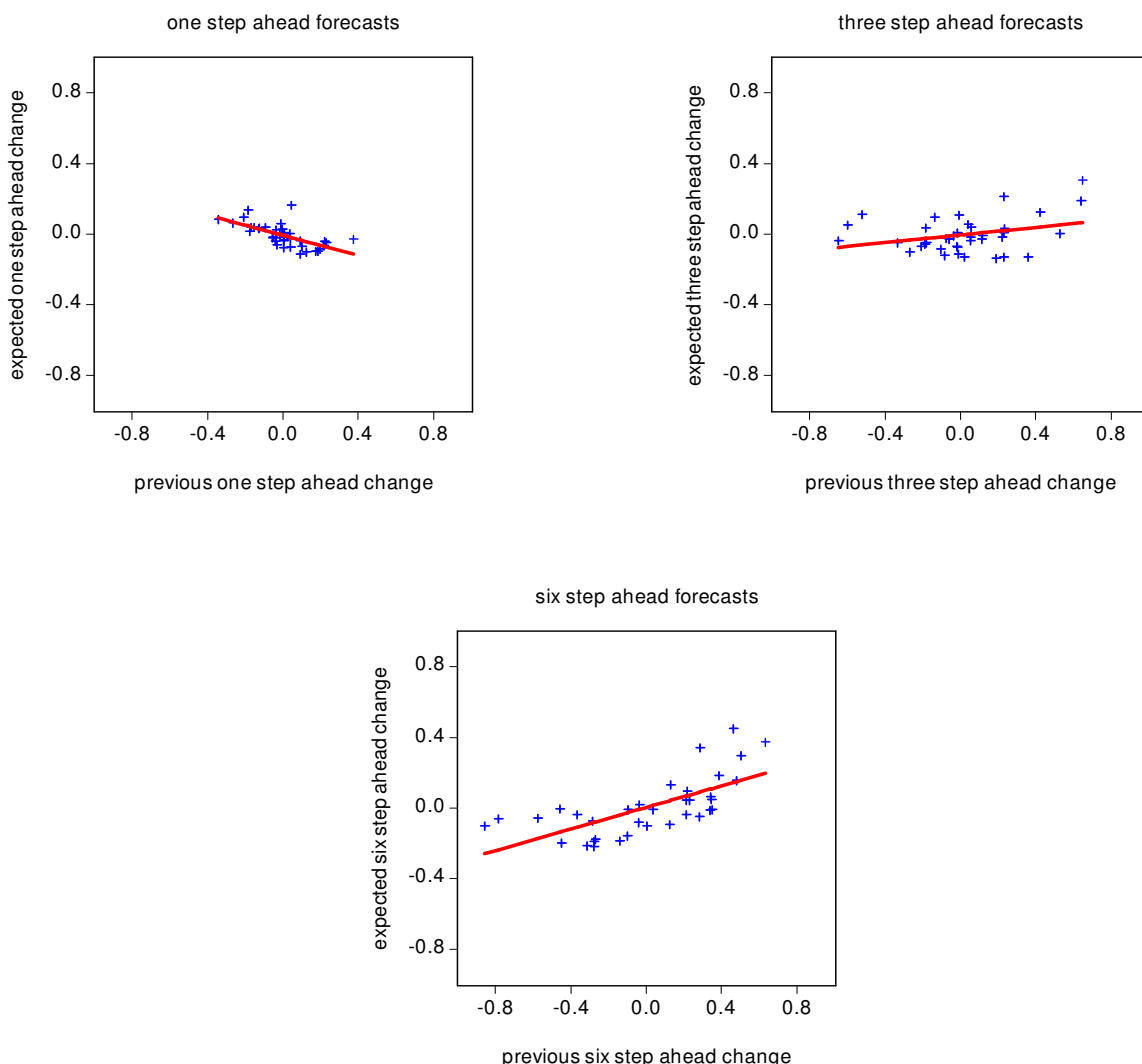 one step ahead forecasts
expected one step ahead change
0.8
0.4
0.0
-0.4
-0.8
-0.8 -0.4 0.0 0.4 0.8
previous one step ahead change
three step ahead forecasts
expected three step ahead change
0.8
0.4
0.0
-0.4
-0.8
-0.8 -0.4 0.0 0.4 0.8
previous three step ahead change
six step ahead forecasts
expected six step ahead change
0.8
0.4
0.0
-0.4
-0.8
-0.8 -0.4 0.0 0.4 0.8
previous six step ahead change